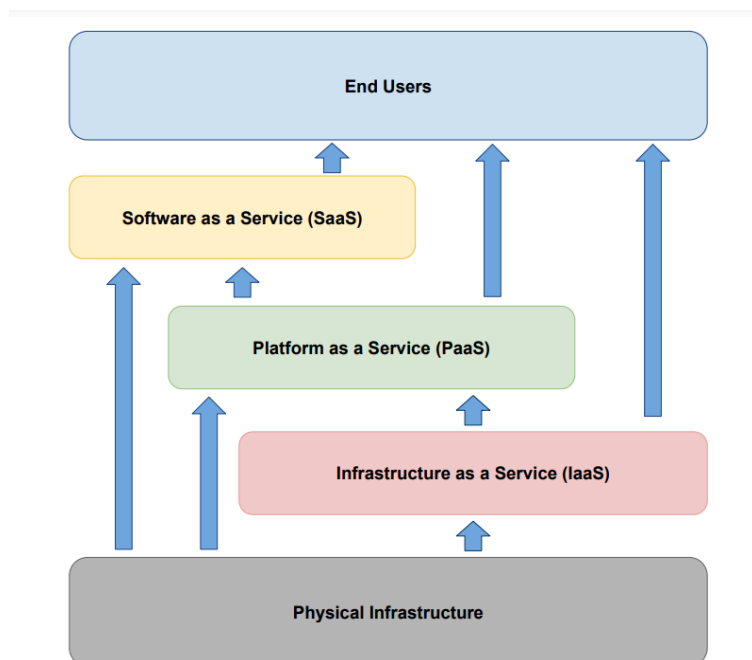 End Users
Software as a Service (SaaS)
Platform as a Service (PaaS)
Infrastructure as a Service (IaaS)
Physical Infrastructure